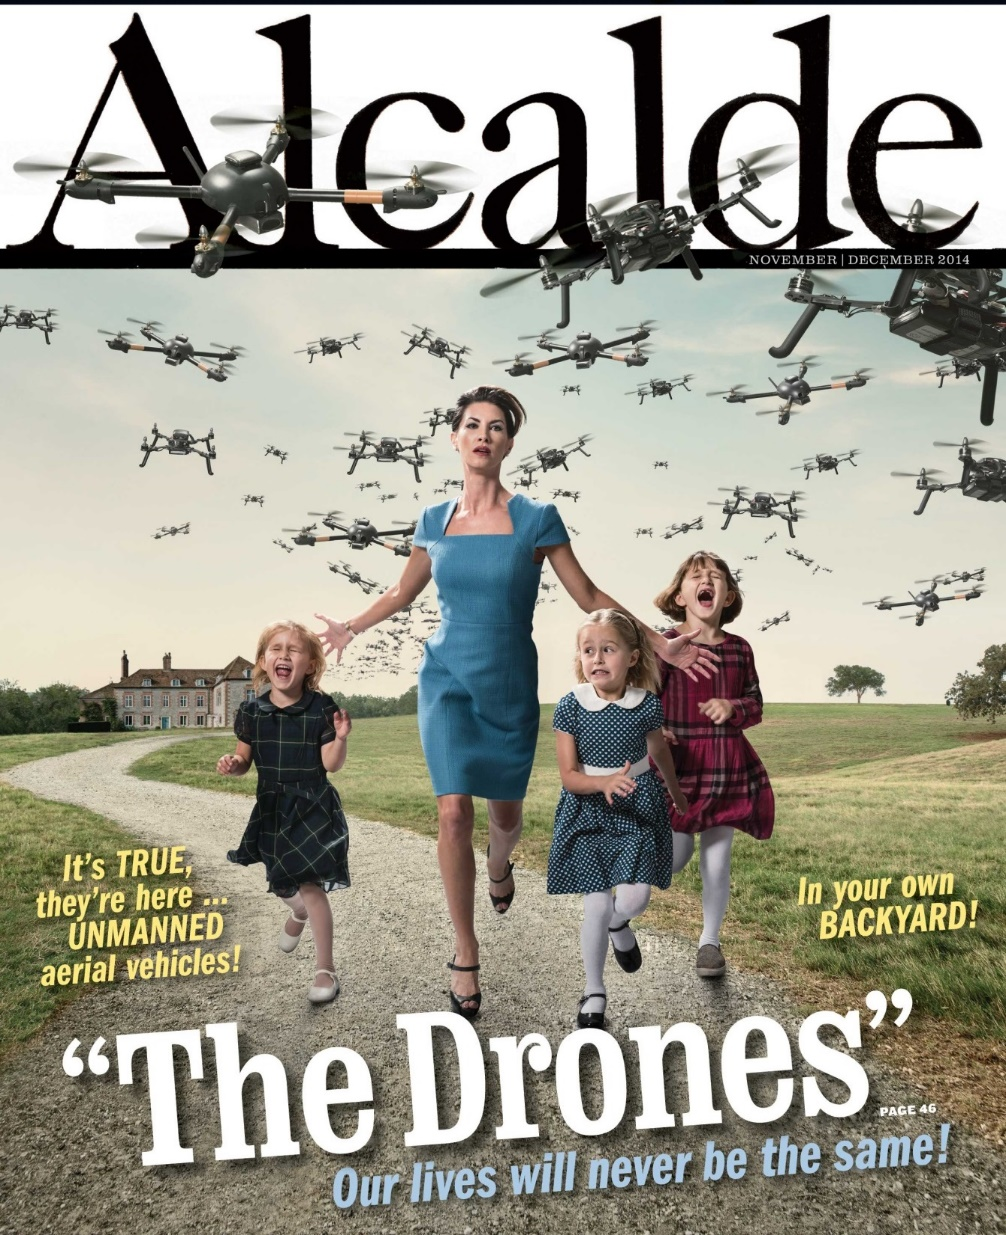 Alcalde
NOVEMBER | DECEMBER 2014
It's TRUE,
they're here ...
UNMANNED
aerial vehicles!
In your own
BACKYARD!
“The Drones”
PAGE 46
Our lives will never be the same!